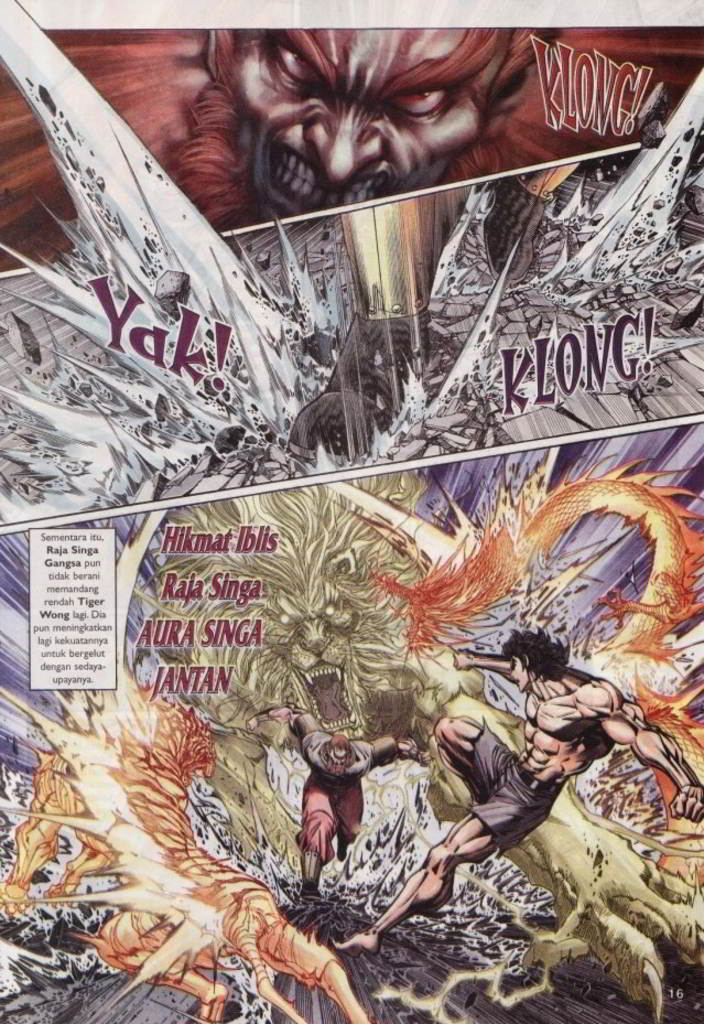 KLONG!
Yak!
KLONG!
Sementara itu,
Raja Singa
Gangsa pun
tidak berani
memandang
rendah Tiger
Wong lagi. Dia
pun meningkatkan
lagi kekuatannya
untuk bergelut
dengan sedaya-
upayanya.
Hikmat Iblis
Raja Singa
AURA SINGA
JANTAN
16